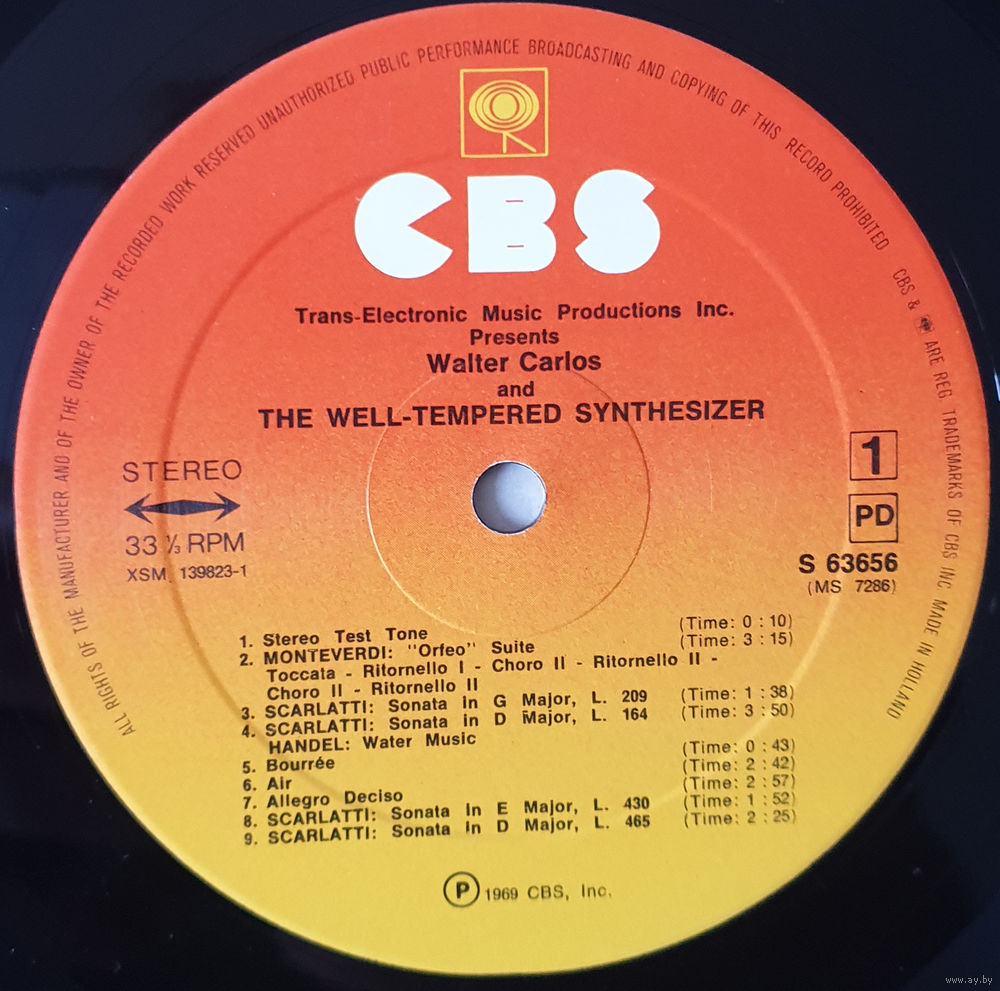 ALL RIGHTS OF THE MANUFACTURER AND OF THE OWNER OF THE RECORDED WORK RESERVED UNAUTHORIZED PUBLIC PERFORMANCE BROADCASTING AND COPYING OF THIS RECORD PROHIBITED CBS & ARE REG. TRADEMARKS OF CBS INC MADE IN HOLLAND
CBS
Trans-Electronic Music Productions Inc.
Presents
Walter Carlos
and
THE WELL-TEMPERED SYNTHESIZER
STEREO
33 ⅓ RPM
XSM 139823-1
1
PD
S 63656
(MS 7286)
1. Stereo Test Tone (Time: 0 : 10)
2. MONTEVERDI: "Orfeo" Suite (Time: 3 : 15)
Toccata - Ritornello I - Choro II - Ritornello II -
Choro II - Ritornello II
3. SCARLATTI: Sonata In G Major, L. 209 (Time: 1 : 38)
4. SCARLATTI: Sonata In D Major, L. 164 (Time: 3 : 50)
HANDEL: Water Music
5. Bourrée (Time: 0 : 43)
6. Air (Time: 2 : 42)
7. Allegro Deciso (Time: 2 : 57)
8. SCARLATTI: Sonata In E Major, L. 430 (Time: 1 : 52)
9. SCARLATTI: Sonata In D Major, L. 465 (Time: 2 : 25)
℗ 1969 CBS, Inc.
www.ay.by